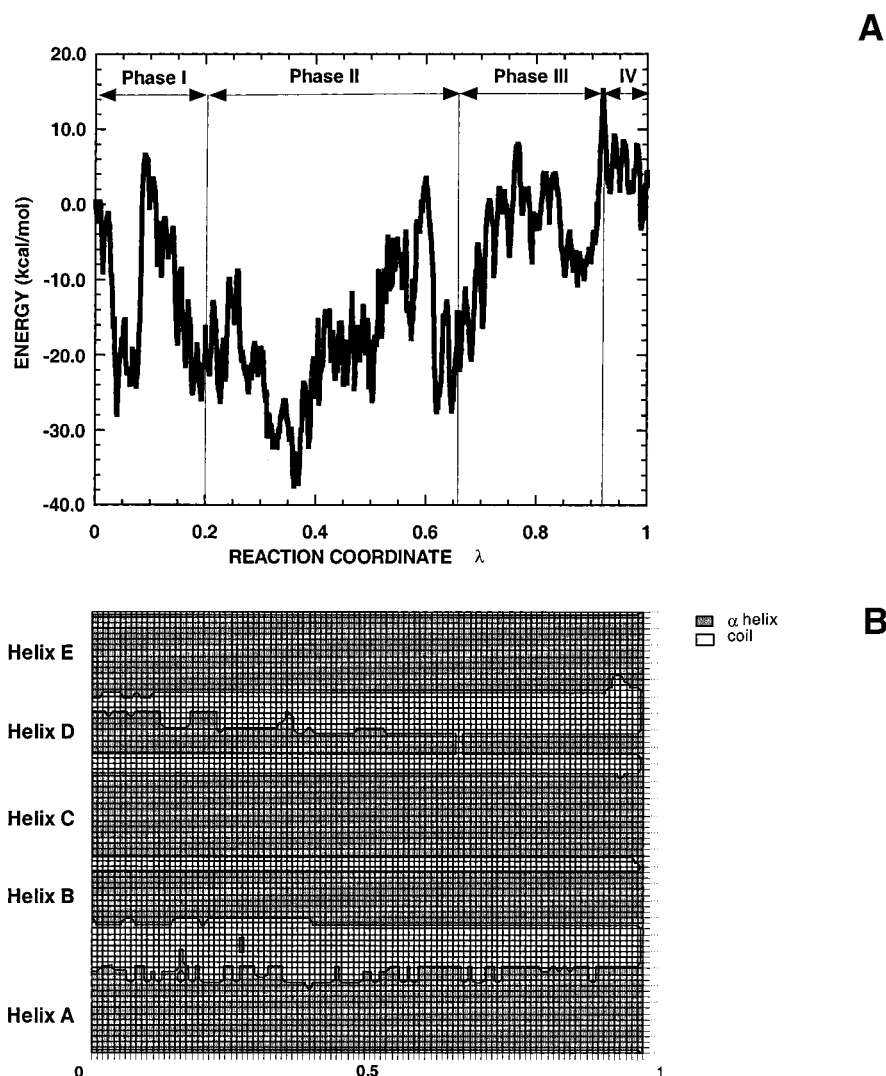 A
20.0
Phase I
Phase II
Phase III
IV
10.0
0.0
-10.0
-20.0
-30.0
-40.0
ENERGY (kcal/mol)
0
0.2
0.4
0.6
0.8
1
REACTION COORDINATE λ
B
α helix
coil
Helix E
Helix D
Helix C
Helix B
Helix A
0
0.5
1